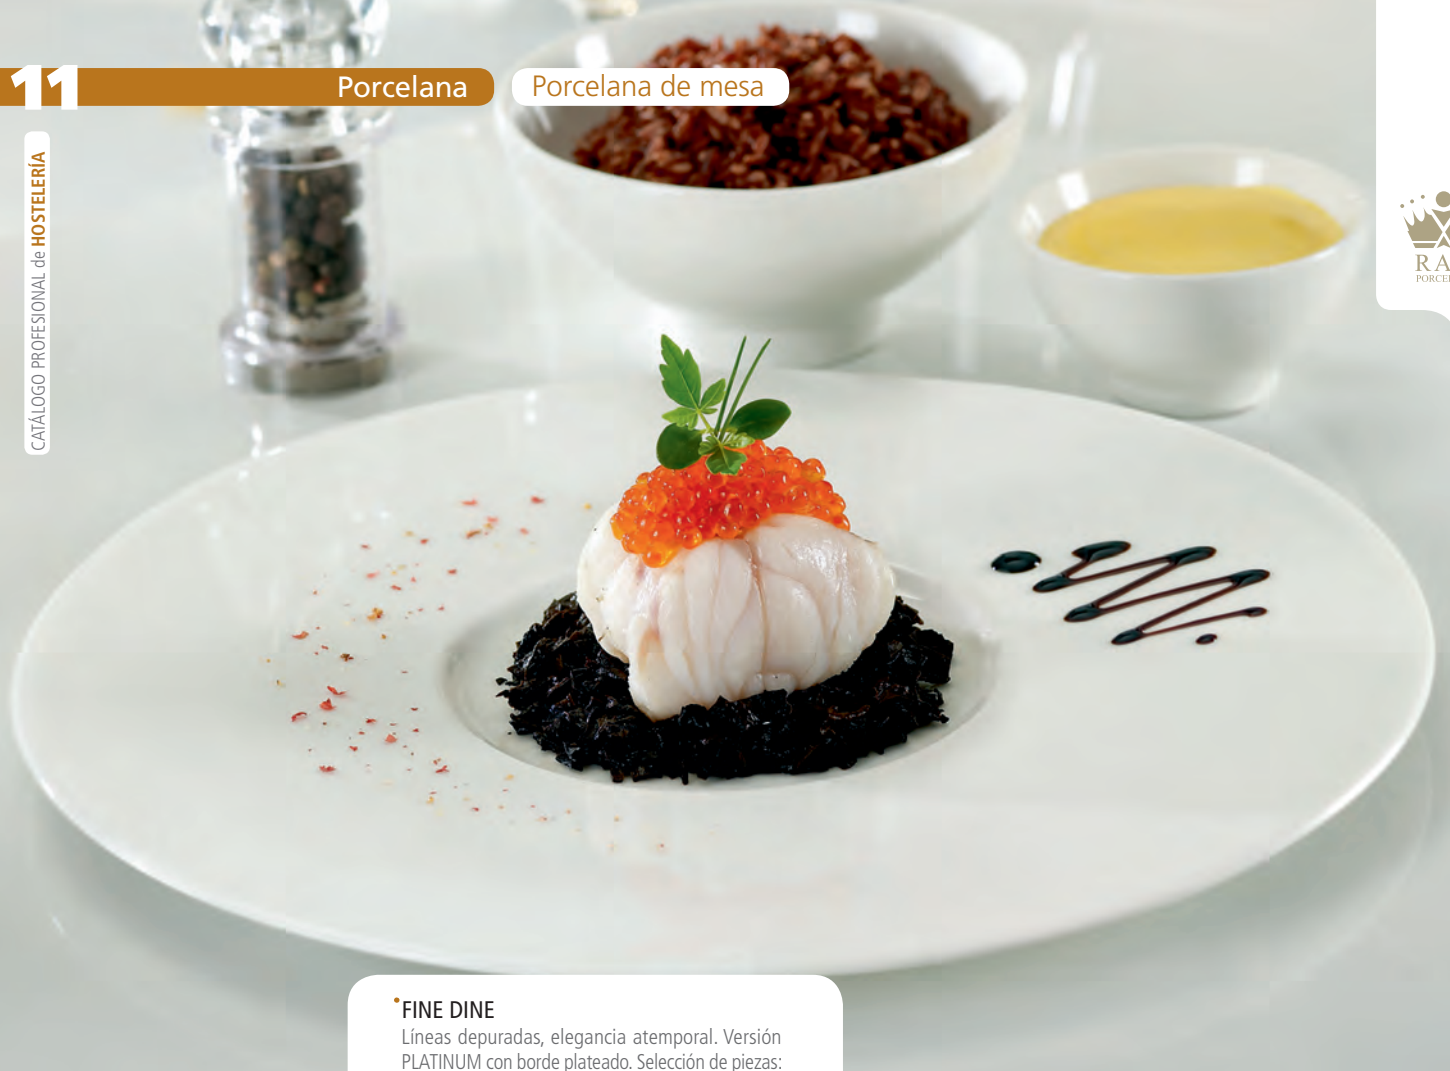 11
Porcelana
Porcelana de mesa
CATÁLOGO PROFESIONAL de HOSTELERÍA
FINE DINE
Líneas depuradas, elegancia atemporal. Versión
PLATINUM con borde plateado. Selección de piezas: